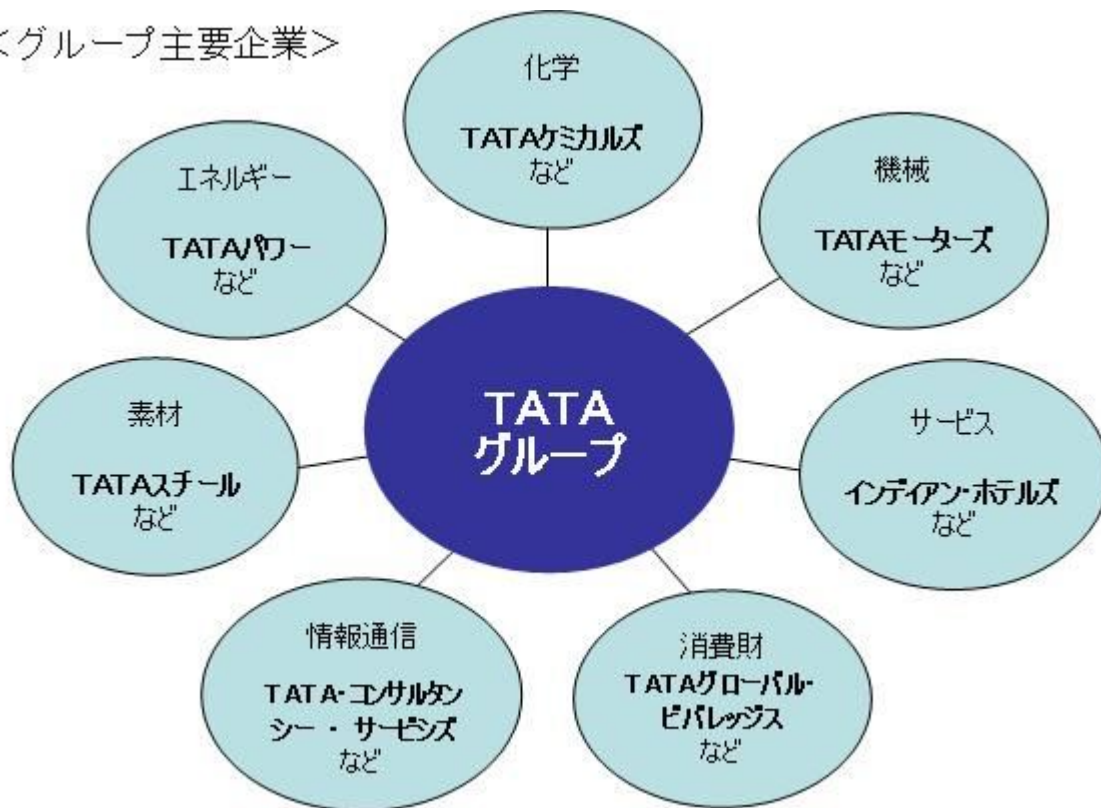 ＜グループ主要企業＞
化学
TATAケミカルズ
など
機械
TATAモーターズ
など
サービス
インディアン・ホテルズ
など
消費財
TATAグローバル・
ビバレッジス
など
情報通信
TATA・コンサルタン
シー ・ サービシズ
など
素材
TATAスチール
など
エネルギー
TATAパワー
など
TATA
グループ